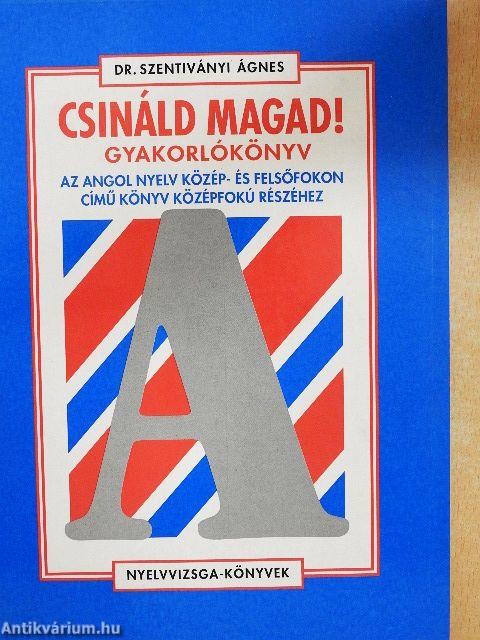 DR. SZENTIVÁNYI ÁGNES
CSINÁLD MAGAD!
GYAKORLÓKÖNYV
AZ ANGOL NYELV KÖZÉP- ÉS FELSŐFOKON
CÍMŰ KÖNYV KÖZÉPFOKÚ RÉSZÉHEZ
A
NYELVVIZSGA-KÖNYVEK
Antikvárium.hu